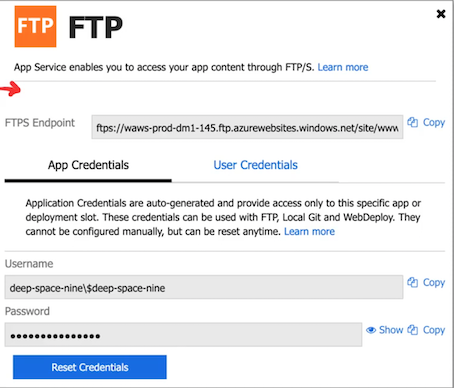 FTP FTP
App Service enables you to access your app content through FTP/S. Learn more
FTPS Endpoint
ftps://waws-prod-dm1-145.ftp.azurewebsites.windows.net/site/www
Copy
App Credentials User Credentials
Application Credentials are auto-generated and provide access only to this specific app or
deployment slot. These credentials can be used with FTP, Local Git and WebDeploy. They
cannot be configured manually, but can be reset anytime. Learn more
Username
deep-space-nine\$deep-space-nine
Copy
Password
●●●●●●●●●●●●●●●
Show Copy
Reset Credentials